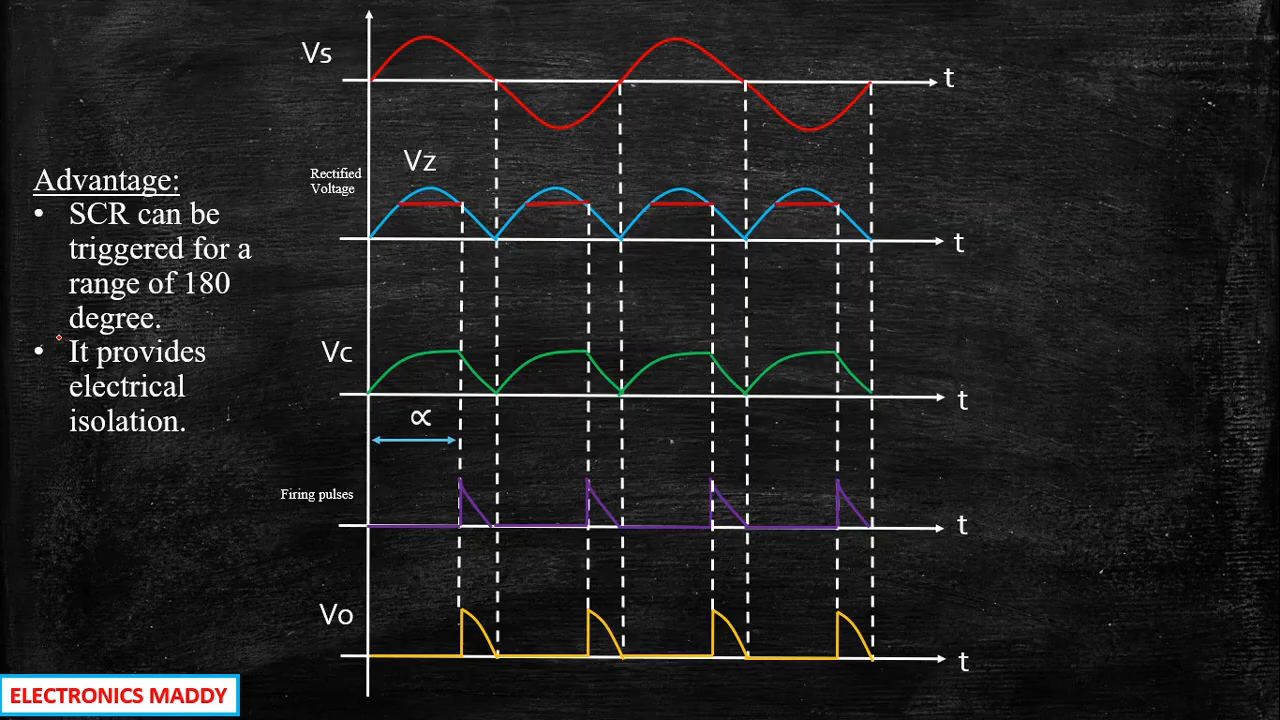 Vs
t
Vz
Rectified
Voltage
t
Advantage:
• SCR can be
triggered for a
range of 180
degree.
• It provides
electrical
isolation.
Vc
t
∝
Firing pulses
t
Vo
t
ELECTRONICS MADDY